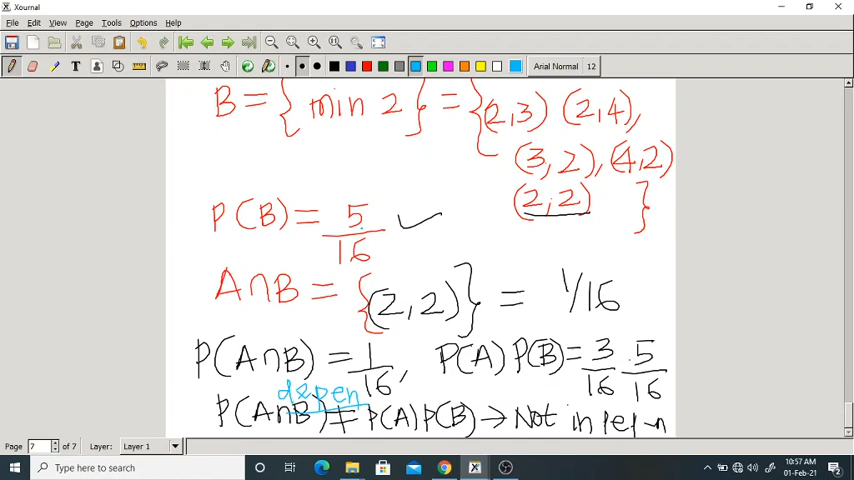 Xournal
File Edit View Page Tools Options Help
Arial Normal 12
B = { min 2 } = { (2,3) (2,4),
(3,2), (4,2)
(2,2) }
P(B) = 5/16
A∩B = { (2,2) } = 1/16
P(A∩B) = 1/16, P(A) P(B) = 3/16 . 5/16
depen
P(A∩B) ≠ P(A) P(B) → Not
Page 7 of 7 Layer: Layer 1
Type here to search
10:57 AM
01-Feb-21
2